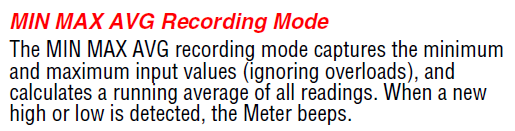 MIN MAX AVG Recording Mode
The MIN MAX AVG recording mode captures the minimum
and maximum input values (ignoring overloads), and
calculates a running average of all readings. When a new
high or low is detected, the Meter beeps.